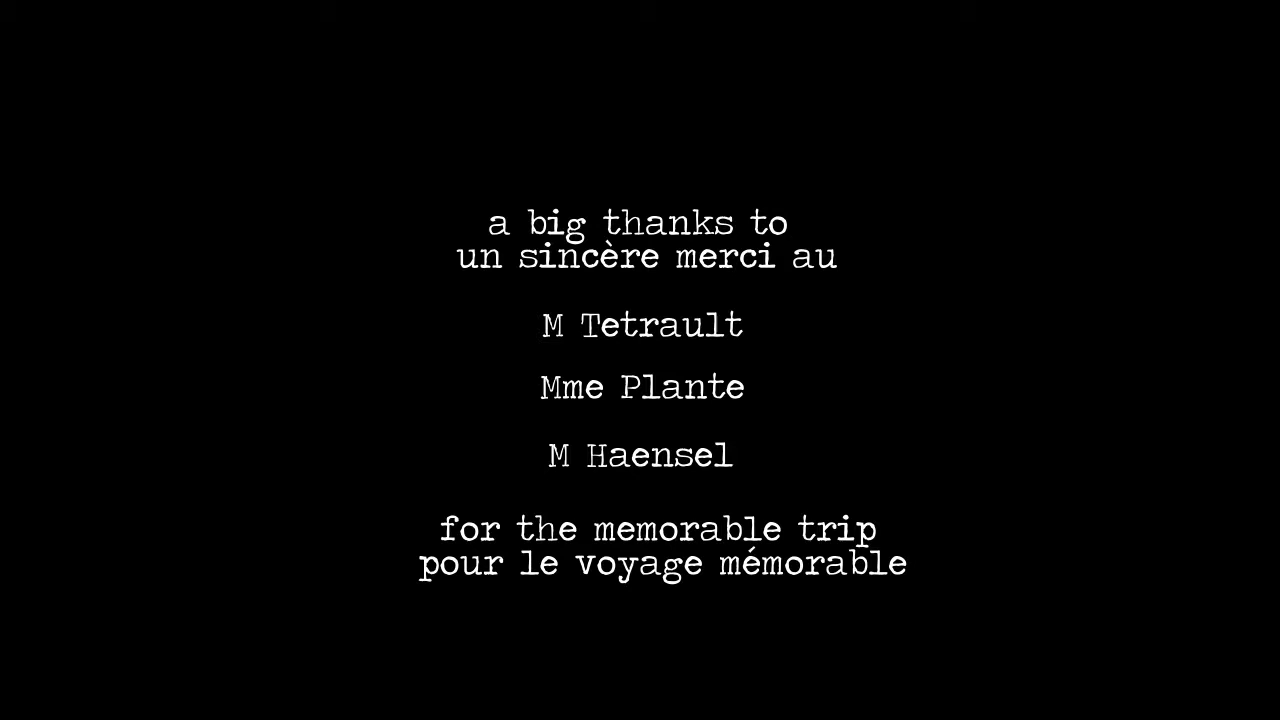 a big thanks to
un sincère merci au
M Tetrault
Mme Plante
M Haensel
for the memorable trip
pour le voyage mémorable